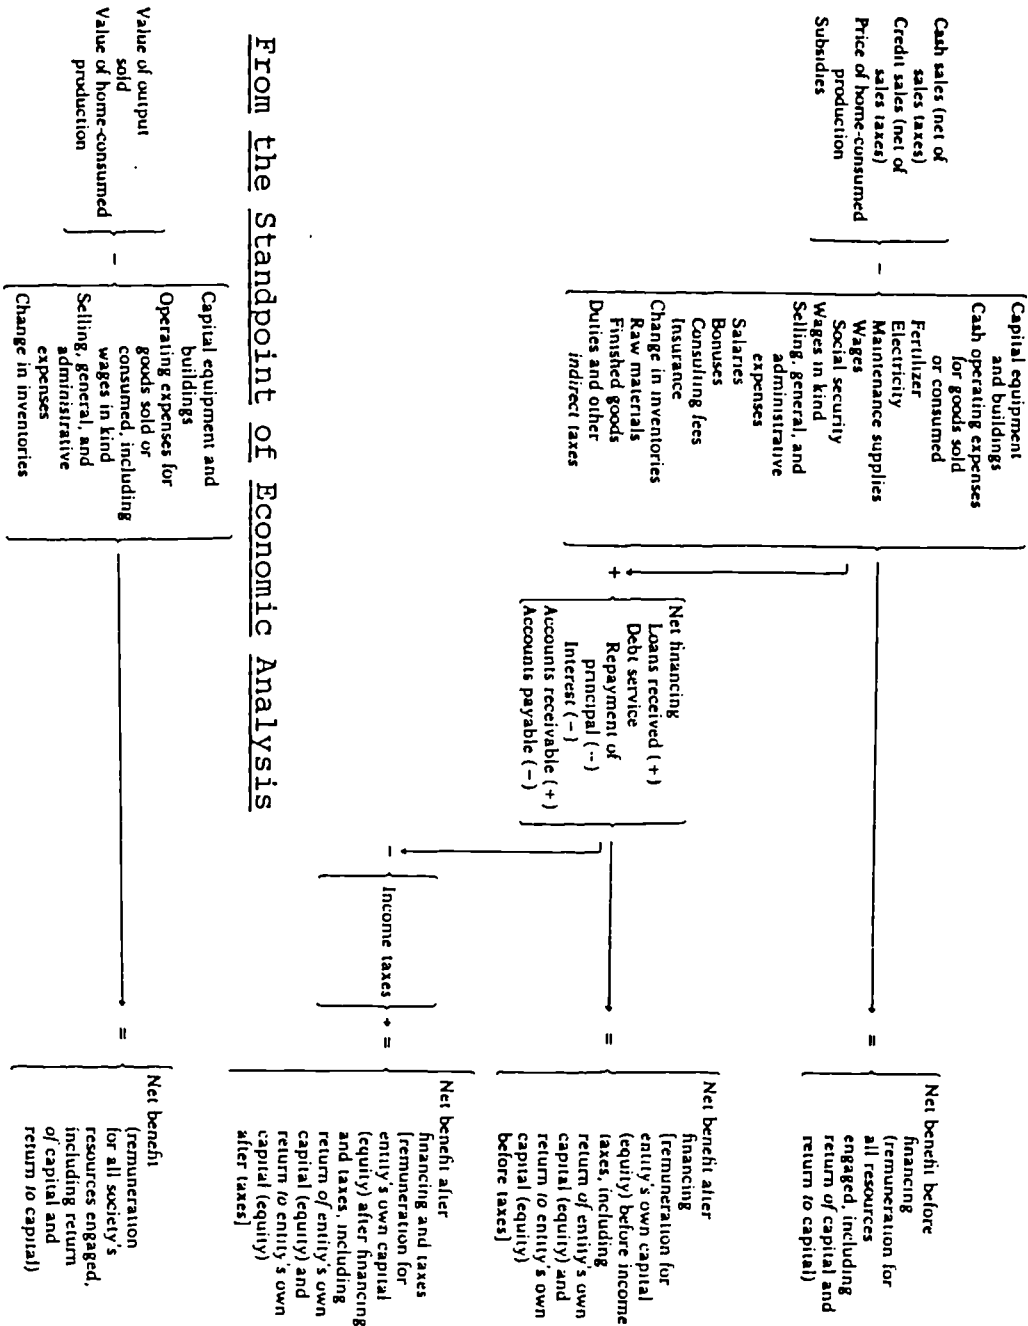 Cash sales (net of
sales taxes)
Credit sales (net of
sales taxes)
Price of home-consumed
production
Subsidies
−
Capital equipment
and buildings
Cash operating expenses
for goods sold
or consumed
Fertilizer
Electricity
Maintenance supplies
Wages
Social security
Wages in kind
Selling, general, and
administrative
expenses
Salaries
Bonuses
Consulting fees
Insurance
Change in inventories
Raw materials
Finished goods
Duties and other
indirect taxes
=
Net benefit before
financing
(remuneration for
all resources
engaged, including
return of capital and
return to capital)
+
Net financing
Loans received (+)
Debt service
Repayment of
principal (−)
Interest (−)
Accounts receivable (+)
Accounts payable (−)
=
Net benefit after
financing
[remuneration for
entity's own capital
(equity) before income
taxes, including
return of entity's own
capital (equity) and
return to entity's own
capital (equity)
before taxes]
−
Income taxes
=
Net benefit after
financing and taxes
[remuneration for
entity's own capital
(equity) after financing
and taxes, including
return of entity's own
capital (equity) and
return to entity's own
capital (equity)
after taxes]
From the Standpoint of Economic Analysis
Value of output
sold
Value of home-consumed
production
−
Capital equipment and
buildings
Operating expenses for
goods sold or
consumed, including
wages in kind
Selling, general, and
administrative
expenses
Change in inventories
=
Net benefit
(remuneration
for all society's
resources engaged,
including return
of capital and
return to capital)